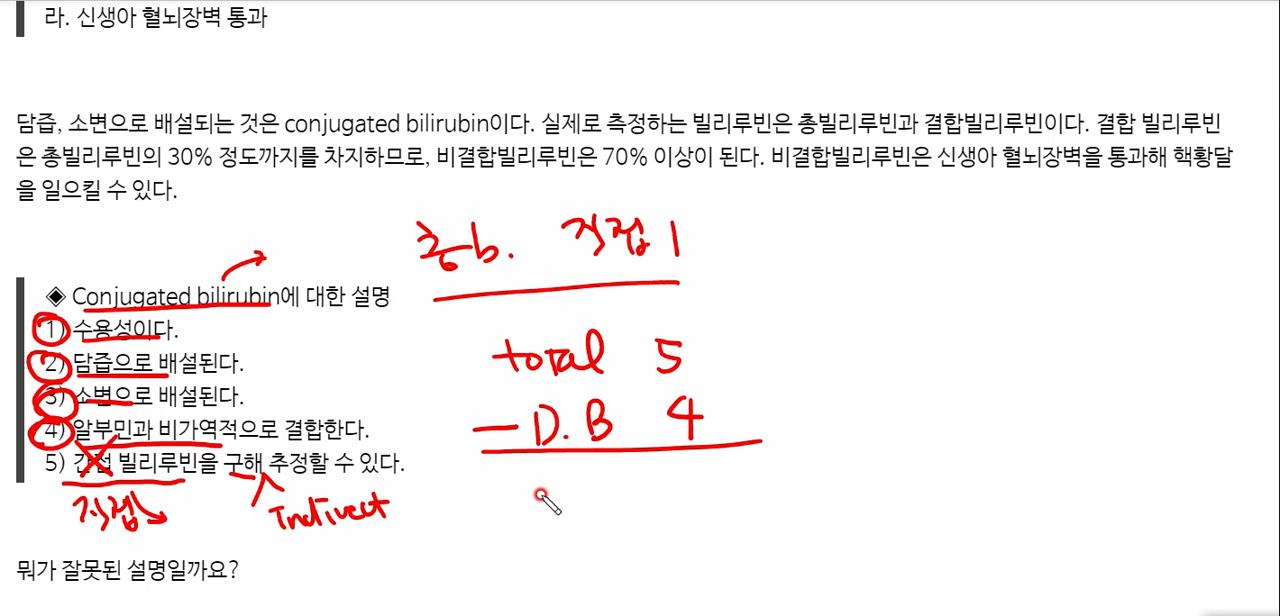 라. 신생아 혈뇌장벽 통과
담즙, 소변으로 배설되는 것은 conjugated bilirubin이다. 실제로 측정하는 빌리루빈은 총빌리루빈과 결합빌리루빈이다. 결합 빌리루빈
은 총빌리루빈의 30% 정도까지를 차지하므로, 비결합빌리루빈은 70% 이상이 된다. 비결합빌리루빈은 신생아 혈뇌장벽을 통과해 핵황달
을 일으킬 수 있다.
총b. 직접
◈ Conjugated bilirubin에 대한 설명
1) 수용성이다.
total 5
2) 담즙으로 배설된다.
3) 소변으로 배설된다.
- D.B 4
4) 알부민과 비가역적으로 결합한다.
5) 간접 빌리루빈을 구해 추정할 수 있다.
직접
Indirect
뭐가 잘못된 설명일까요?